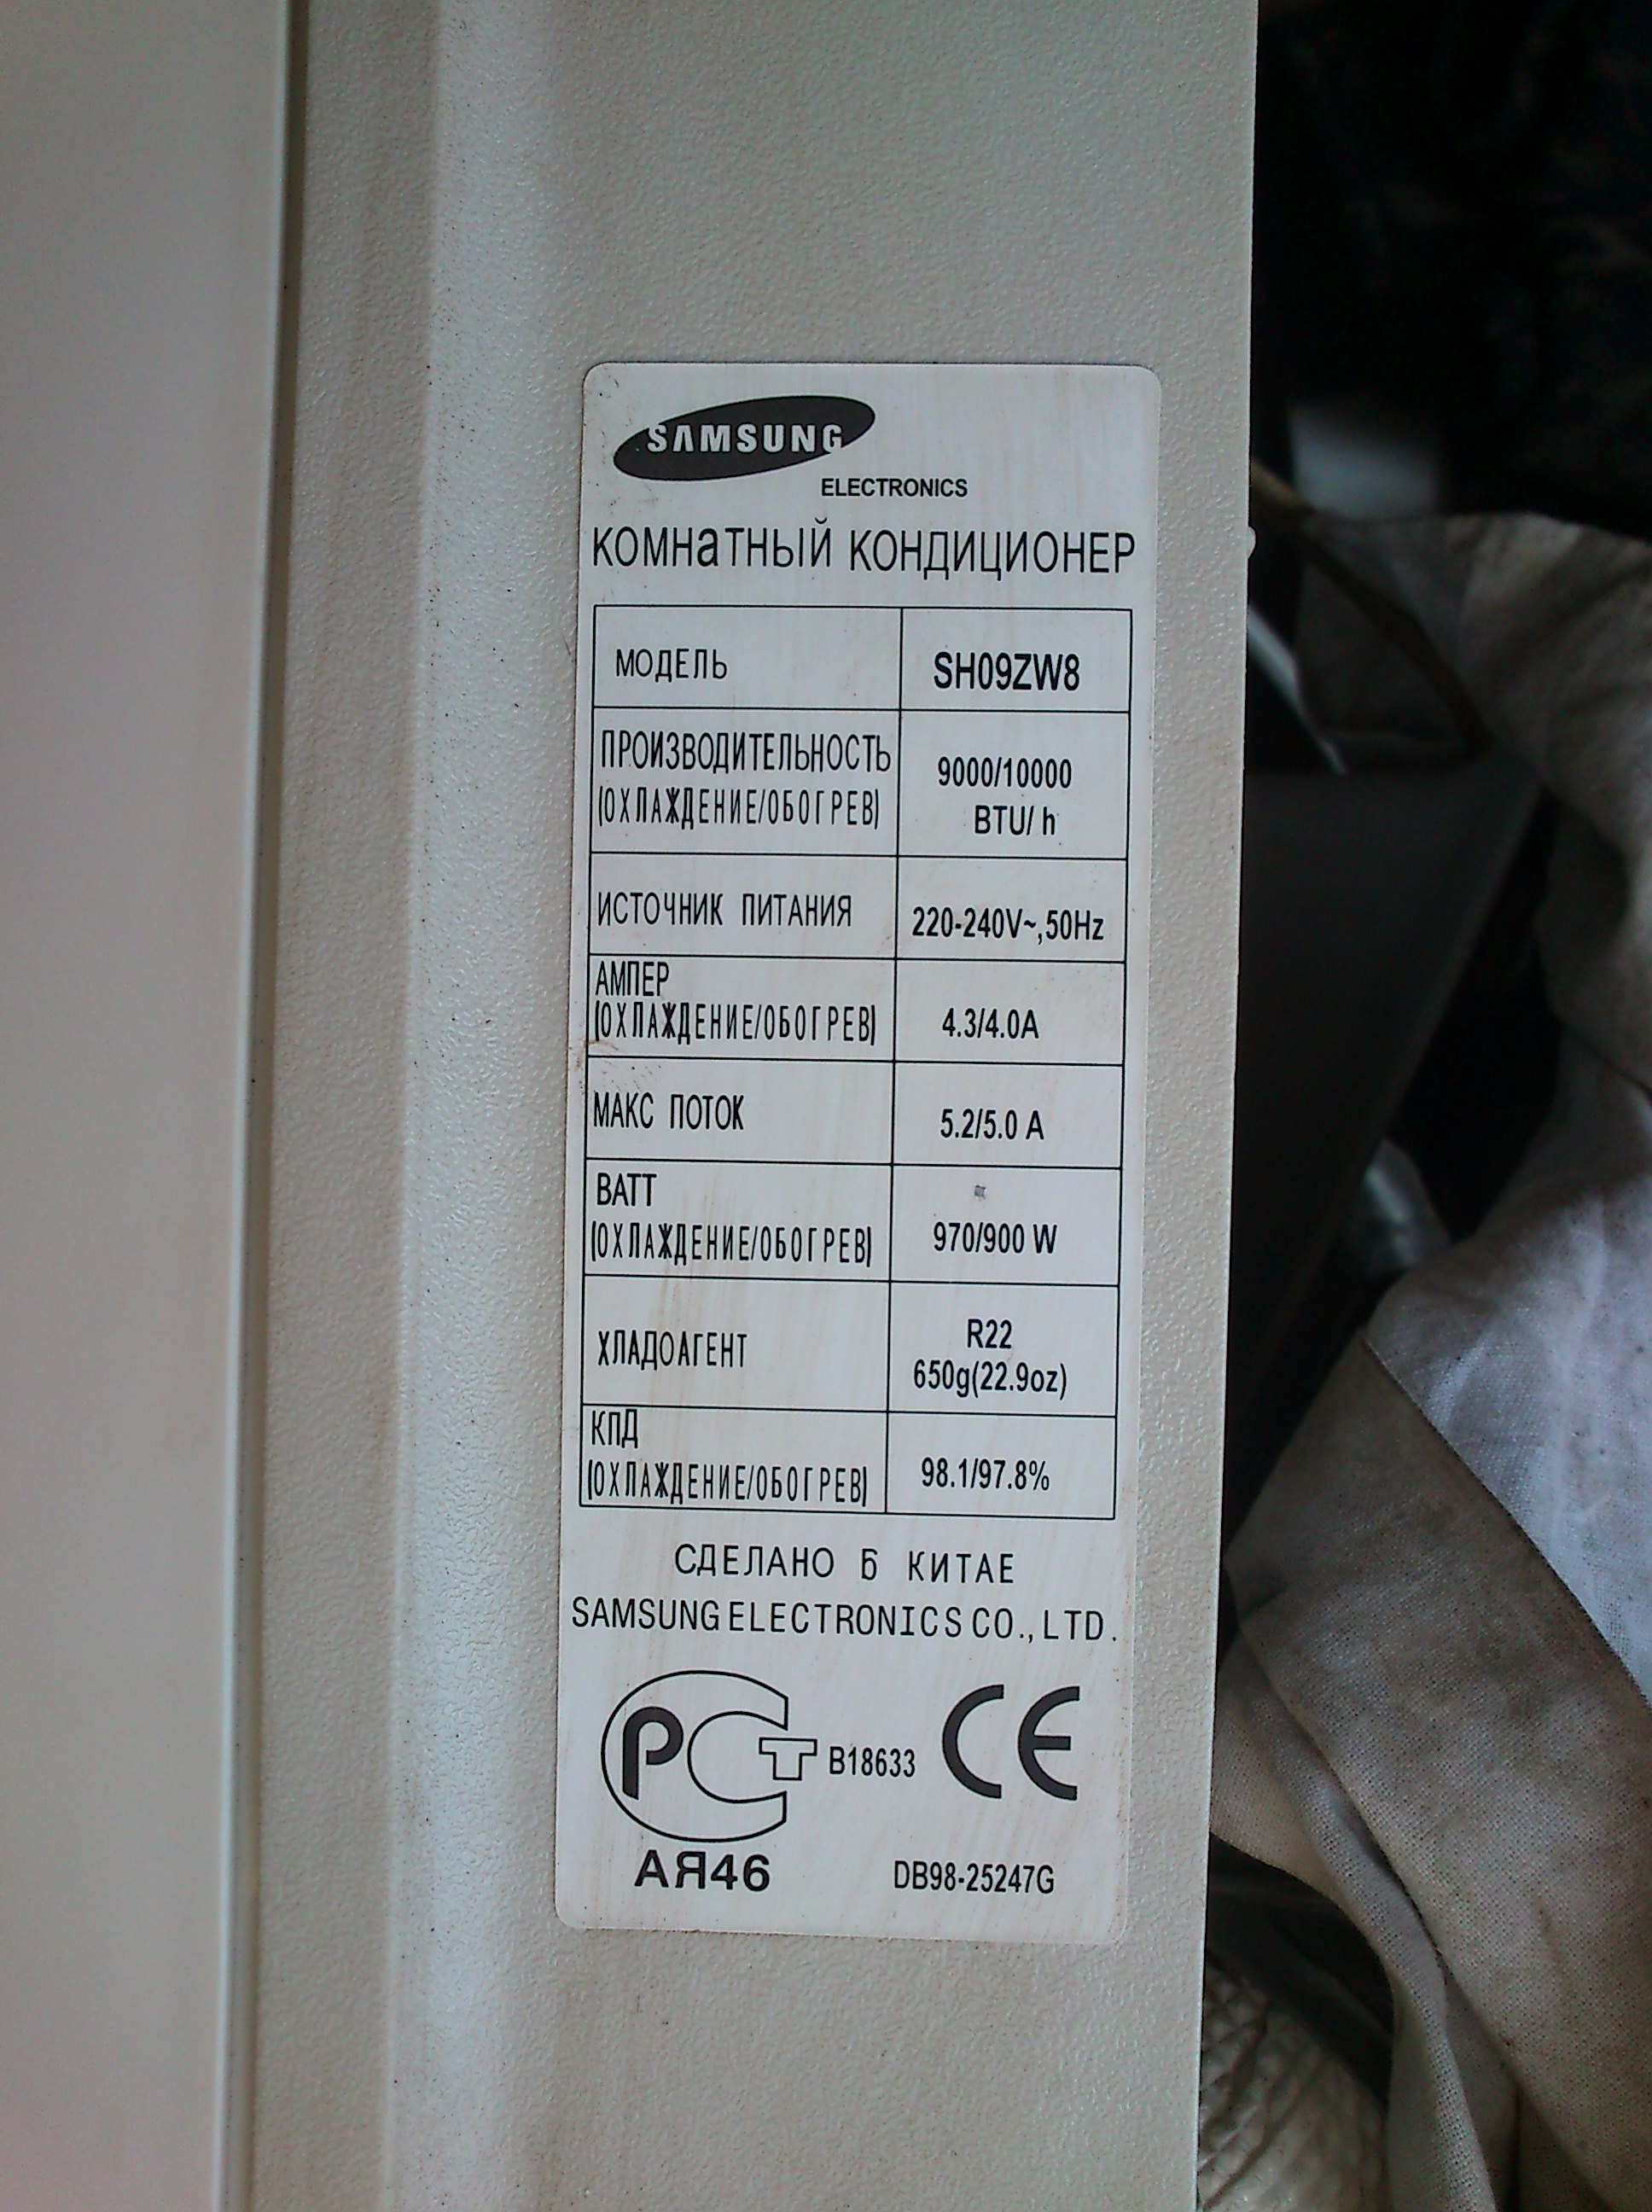 SAMSUNG
ELECTRONICS
КОМНаТНЫЙ КОНДИЦИОНЕР
МОДЕЛЬ SH09ZW8
ПРОИЗВОДИТЕЛЬНОСТЬ
(ОХЛАЖДЕНИЕ/ОБОГРЕВ)
9000/10000
BTU/ h
ИСТОЧНИК ПИТАНИЯ 220-240V~,50Hz
АМПЕР
(ОХЛАЖДЕНИЕ/ОБОГРЕВ) 4.3/4.0A
МАКС ПОТОК 5.2/5.0 A
ВАТТ
(ОХЛАЖДЕНИЕ/ОБОГРЕВ) 970/900 W
ХЛАДОАГЕНТ
R22
650g(22.9oz)
КПД
(ОХЛАЖДЕНИЕ/ОБОГРЕВ) 98.1/97.8%
СДЕЛАНО Б КИТАЕ
SAMSUNG ELECTRONICS CO., LTD.
РСТ B18633 CE
АЯ46 DB98-25247G